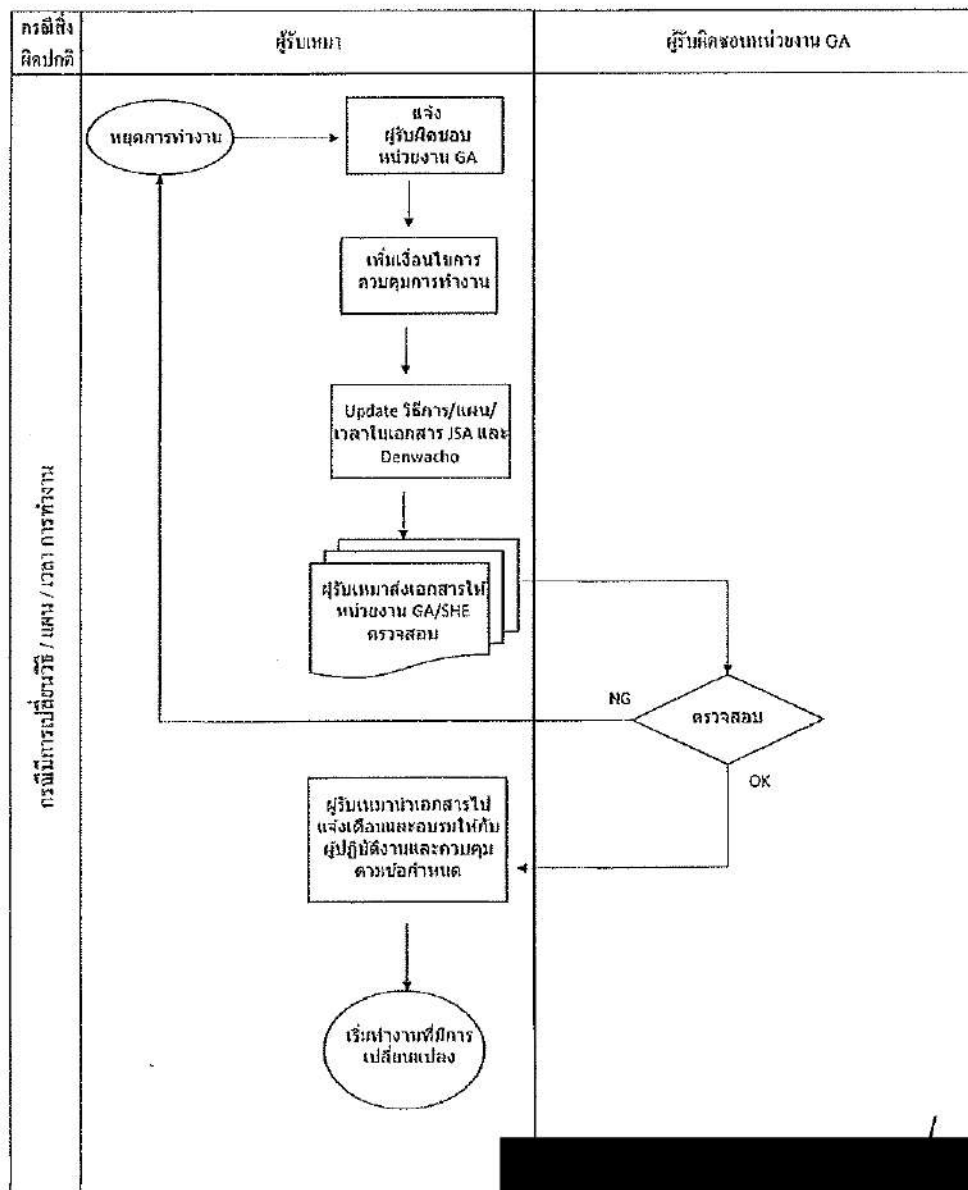 กรณีสิ่ง
ผิดปกติ
ผู้รับเหมา
ผู้รับผิดชอบหน่วยงาน GA
หยุดการทำงาน
แจ้ง
ผู้รับผิดชอบ
หน่วยงาน GA
เพิ่มเงื่อนไขการ
ควบคุมการทำงาน
Update วิธีการ/แผน/
เวลาในเอกสาร JSA และ
Denwacho
ผู้รับเหมาส่งเอกสารให้
หน่วยงาน GA/SHE
ตรวจสอบ
กรณีมีการเปลี่ยนวิธี / แผน / เวลา การทำงาน
NG
ตรวจสอบ
OK
ผู้รับเหมานำเอกสารไป
แจ้งเตือนและอบรมให้กับ
ผู้ปฏิบัติงานและควบคุม
ตามข้อกำหนด
เริ่มทำงานที่มีการ
เปลี่ยนแปลง